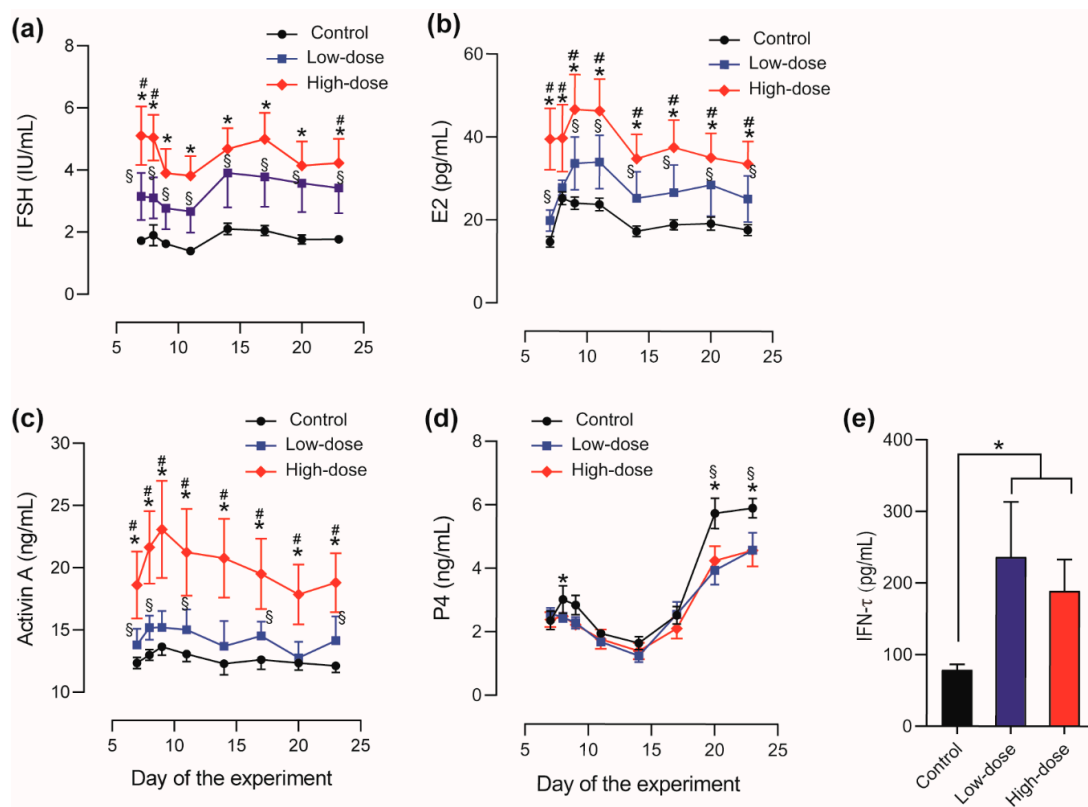 (a)
Control
Low-dose
High-dose
FSH (IU/mL)
8
6
4
2
0
# # * #
* * * * * * *
§ § § § § § § §
5 10 15 20 25
(b)
Control
Low-dose
High-dose
E2 (pg/mL)
60
40
20
0
# # # # # # # #
* * * * * * * *
§ § § § § § §
5 10 15 20 25
(c)
Control
Low-dose
High-dose
Activin A (ng/mL)
30
25
20
15
10
# # # # # # # #
* * * * * * * *
§ § § § §
5 10 15 20 25
Day of the experiment
(d)
Control
Low-dose
High-dose
P4 (ng/mL)
8
6
4
2
0
§ §
* * *
5 10 15 20 25
Day of the experiment
(e)
IFN-τ (pg/mL)
400
300
200
100
0
*
Control
Low-dose
High-dose